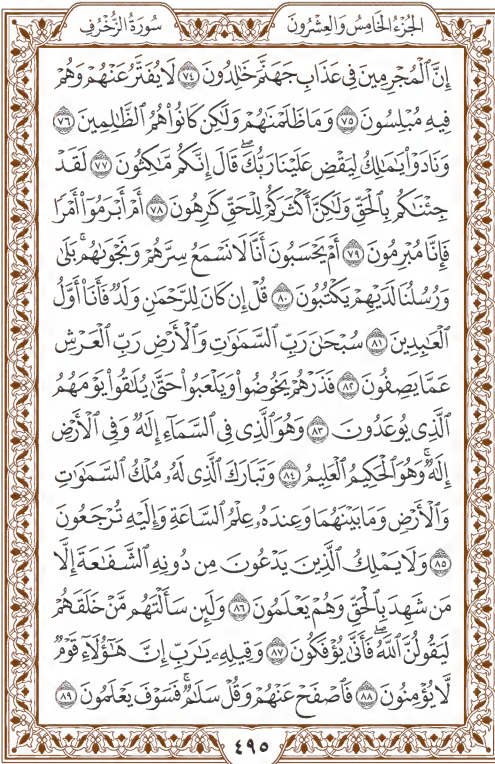 الجُزْءُ الخَامِسُ وَالعِشْرُونَ سُورَةُ الزُّخْرُفِ
إِنَّ ٱلْمُجْرِمِينَ فِي عَذَابِ جَهَنَّمَ خَٰلِدُونَ ٧٤ لَا يُفَتَّرُ عَنْهُمْ وَهُمْ
فِيهِ مُبْلِسُونَ ٧٥ وَمَا ظَلَمْنَٰهُمْ وَلَٰكِن كَانُوا۟ هُمُ ٱلظَّٰلِمِينَ ٧٦
وَنَادَوْا۟ يَٰمَٰلِكُ لِيَقْضِ عَلَيْنَا رَبُّكَۖ قَالَ إِنَّكُم مَّٰكِثُونَ ٧٧ لَقَدْ
جِئْنَٰكُم بِٱلْحَقِّ وَلَٰكِنَّ أَكْثَرَكُمْ لِلْحَقِّ كَٰرِهُونَ ٧٨ أَمْ أَبْرَمُوٓا۟ أَمْرًا
فَإِنَّا مُبْرِمُونَ ٧٩ أَمْ يَحْسَبُونَ أَنَّا لَا نَسْمَعُ سِرَّهُمْ وَنَجْوَىٰهُمۚ بَلَىٰ
وَرُسُلُنَا لَدَيْهِمْ يَكْتُبُونَ ٨٠ قُلْ إِن كَانَ لِلرَّحْمَٰنِ وَلَدٌ فَأَنَا۠ أَوَّلُ
ٱلْعَٰبِدِينَ ٨١ سُبْحَٰنَ رَبِّ ٱلسَّمَٰوَٰتِ وَٱلْأَرْضِ رَبِّ ٱلْعَرْشِ
عَمَّا يَصِفُونَ ٨٢ فَذَرْهُمْ يَخُوضُوا۟ وَيَلْعَبُوا۟ حَتَّىٰ يُلَٰقُوا۟ يَوْمَهُمُ
ٱلَّذِي يُوعَدُونَ ٨٣ وَهُوَ ٱلَّذِي فِي ٱلسَّمَآءِ إِلَٰهٌ وَفِي ٱلْأَرْضِ
إِلَٰهٌۚ وَهُوَ ٱلْحَكِيمُ ٱلْعَلِيمُ ٨٤ وَتَبَارَكَ ٱلَّذِي لَهُۥ مُلْكُ ٱلسَّمَٰوَٰتِ
وَٱلْأَرْضِ وَمَا بَيْنَهُمَا وَعِندَهُۥ عِلْمُ ٱلسَّاعَةِ وَإِلَيْهِ تُرْجَعُونَ
٨٥ وَلَا يَمْلِكُ ٱلَّذِينَ يَدْعُونَ مِن دُونِهِ ٱلشَّفَٰعَةَ إِلَّا
مَن شَهِدَ بِٱلْحَقِّ وَهُمْ يَعْلَمُونَ ٨٦ وَلَئِن سَأَلْتَهُم مَّنْ خَلَقَهُمْ
لَيَقُولُنَّ ٱللَّهُۖ فَأَنَّىٰ يُؤْفَكُونَ ٨٧ وَقِيلِهِۦ يَٰرَبِّ إِنَّ هَٰٓؤُلَآءِ قَوْمٌ
لَّا يُؤْمِنُونَ ٨٨ فَٱصْفَحْ عَنْهُمْ وَقُلْ سَلَٰمٌۚ فَسَوْفَ يَعْلَمُونَ ٨٩
٤٩٥